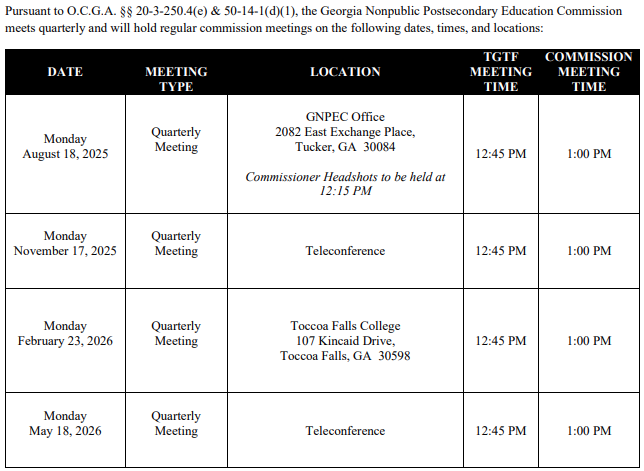 Pursuant to O.C.G.A. §§ 20-3-250.4(e) & 50-14-1(d)(1), the Georgia Nonpublic Postsecondary Education Commission
meets quarterly and will hold regular commission meetings on the following dates, times, and locations:
DATE
MEETING
TYPE
LOCATION
TGTF
MEETING
TIME
COMMISSION
MEETING
TIME
Monday
August 18, 2025
Quarterly
Meeting
GNPEC Office
2082 East Exchange Place,
Tucker, GA 30084
Commissioner Headshots to be held at
12:15 PM
12:45 PM
1:00 PM
Monday
November 17, 2025
Quarterly
Meeting
Teleconference
12:45 PM
1:00 PM
Monday
February 23, 2026
Quarterly
Meeting
Toccoa Falls College
107 Kincaid Drive,
Toccoa Falls, GA 30598
12:45 PM
1:00 PM
Monday
May 18, 2026
Quarterly
Meeting
Teleconference
12:45 PM
1:00 PM